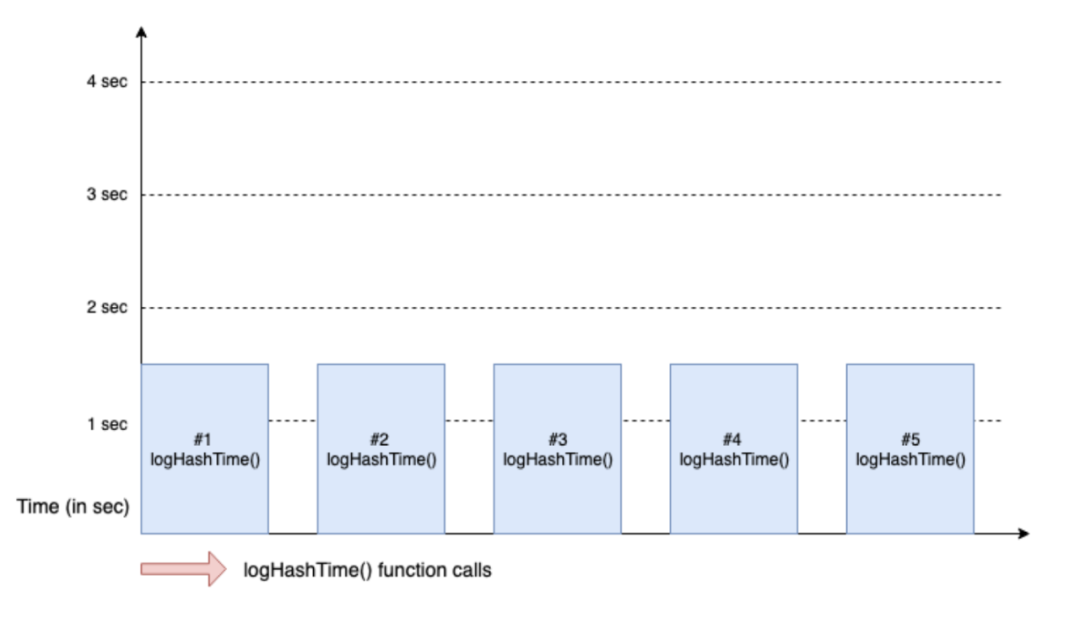 4 sec
3 sec
2 sec
1 sec
#1
logHashTime()
#2
logHashTime()
#3
logHashTime()
#4
logHashTime()
#5
logHashTime()
Time (in sec)
logHashTime() function calls